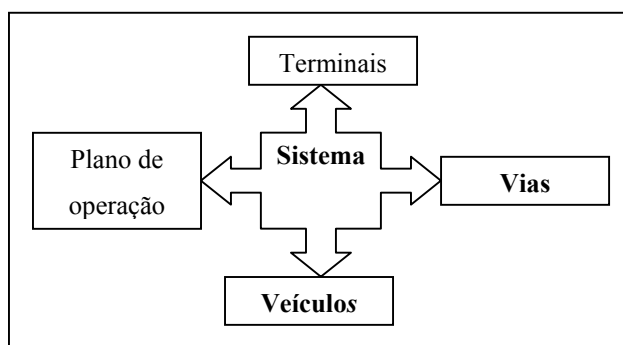 Terminais
Plano de
operação
Sistema
Vias
Veículos